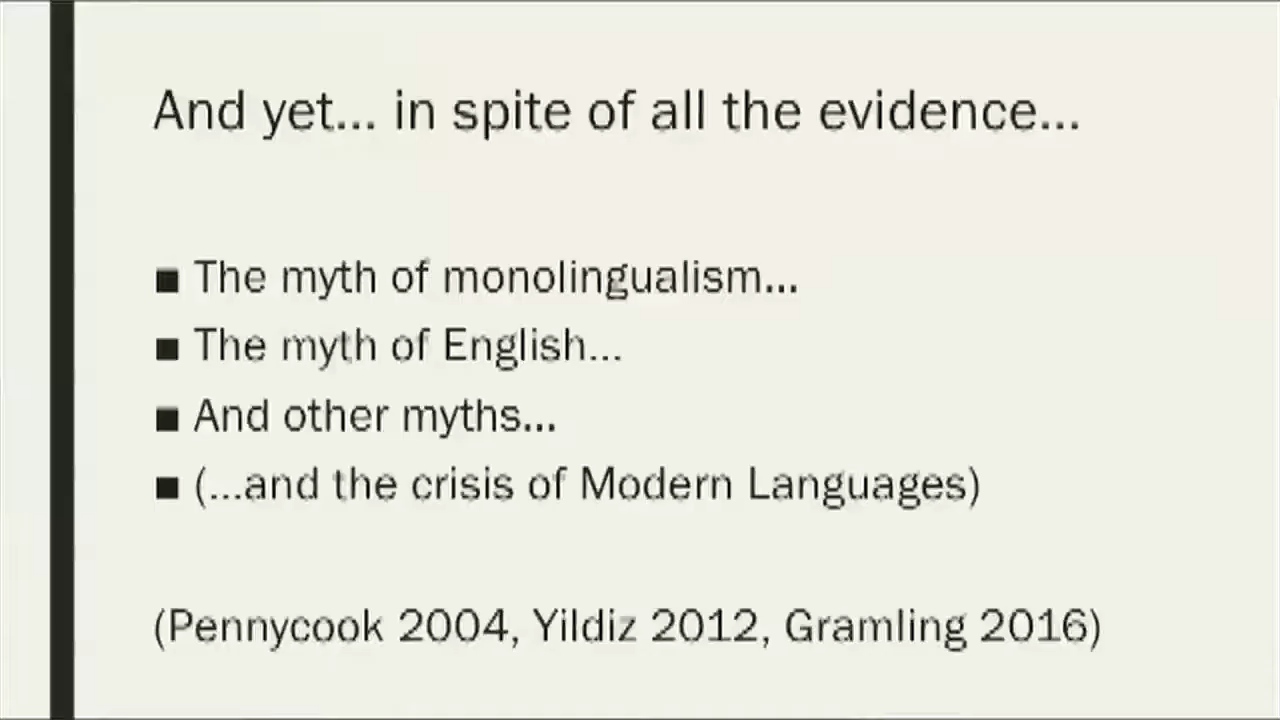 And yet... in spite of all the evidence...
■ The myth of monolingualism...
■ The myth of English...
■ And other myths...
■ (...and the crisis of Modern Languages)
(Pennycook 2004, Yildiz 2012, Gramling 2016)